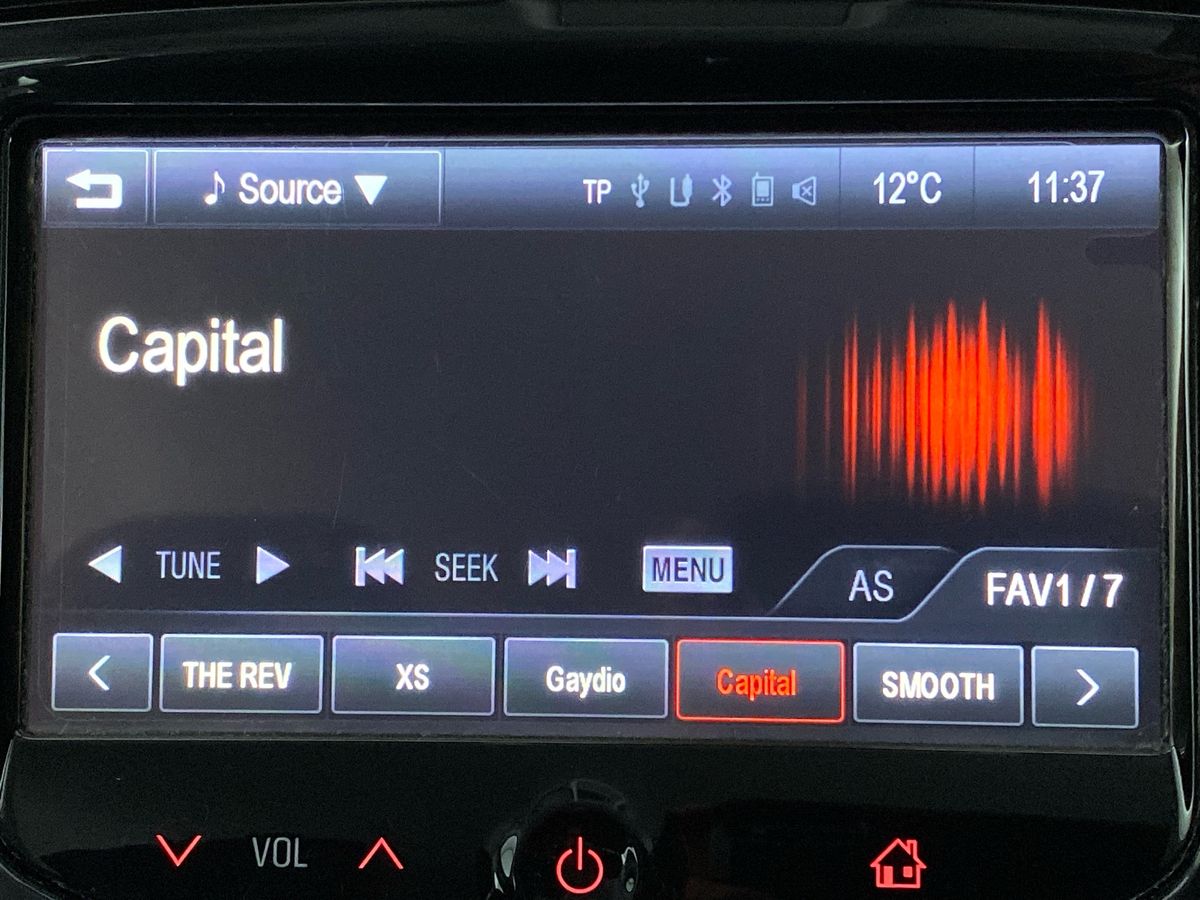 Source TP 12°C 11:37
Capital
TUNE SEEK MENU AS FAV1/7
THE REV XS Gaydio Capital SMOOTH
VOL